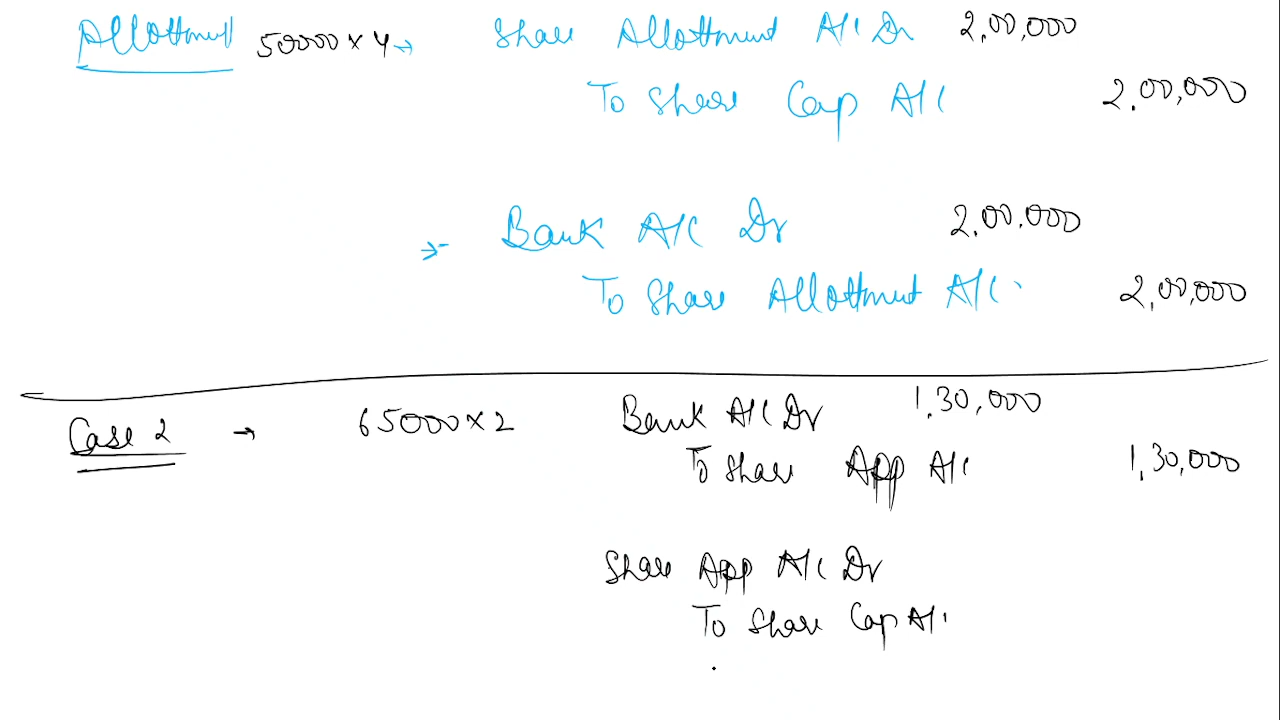 Allotment 50000 × 4 → Share Allotment A/C Dr 2,00,000
To Share Cap A/C 2,00,000
→ Bank A/C Dr 2,00,000
To Share Allotment A/C 2,00,000
Case 2 → 65000 × 2 Bank A/C Dr 1,30,000
To Share App A/C 1,30,000
Share App A/C Dr
To Share Cap A/C